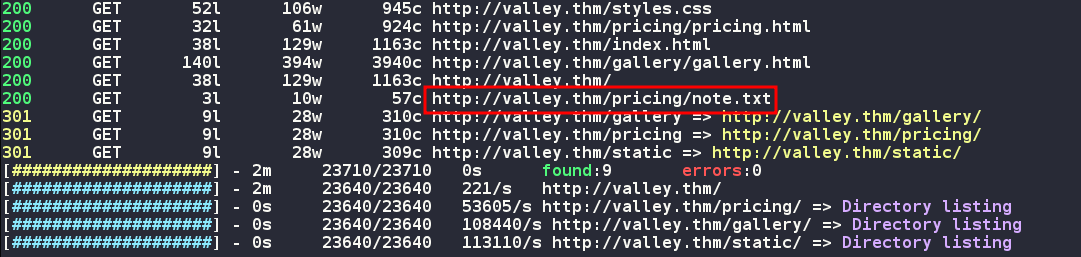 200 GET 52l 106w 945c http://valley.thm/styles.css
200 GET 32l 61w 924c http://valley.thm/pricing/pricing.html
200 GET 38l 129w 1163c http://valley.thm/index.html
200 GET 140l 394w 3940c http://valley.thm/gallery/gallery.html
200 GET 38l 129w 1163c http://valley.thm/
200 GET 3l 10w 57c http://valley.thm/pricing/note.txt
301 GET 9l 28w 310c http://valley.thm/gallery => http://valley.thm/gallery/
301 GET 9l 28w 310c http://valley.thm/pricing => http://valley.thm/pricing/
301 GET 9l 28w 309c http://valley.thm/static => http://valley.thm/static/
[####################] - 2m 23710/23710 0s found:9 errors:0
[####################] - 2m 23640/23640 221/s http://valley.thm/
[####################] - 0s 23640/23640 53605/s http://valley.thm/pricing/ => Directory listing
[####################] - 0s 23640/23640 108440/s http://valley.thm/gallery/ => Directory listing
[####################] - 0s 23640/23640 113110/s http://valley.thm/static/ => Directory listing